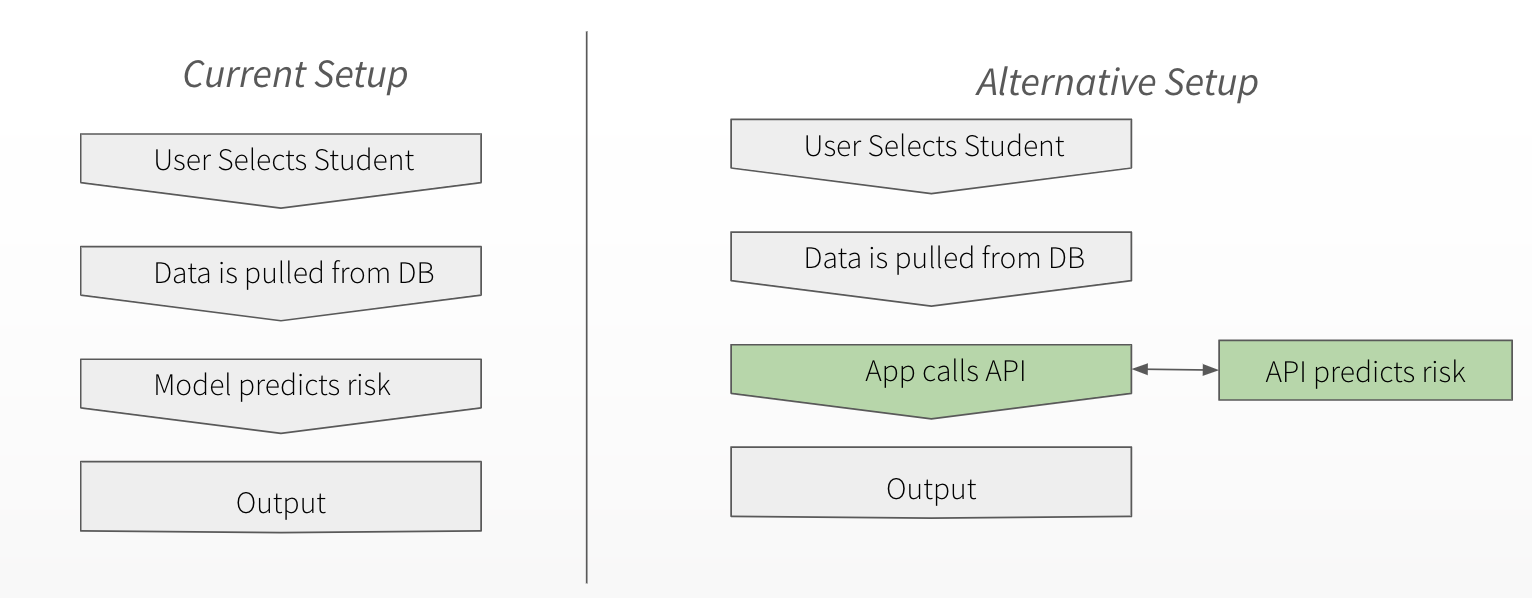 Current Setup
User Selects Student
Data is pulled from DB
Model predicts risk
Output
Alternative Setup
User Selects Student
Data is pulled from DB
App calls API
API predicts risk
Output